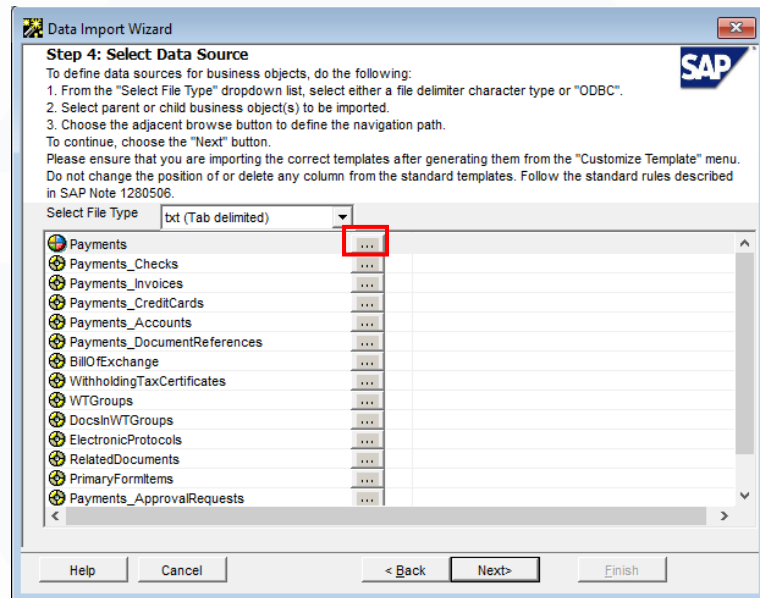 Data Import Wizard
Step 4: Select Data Source
To define data sources for business objects, do the following:
1. From the "Select File Type" dropdown list, select either a file delimiter character type or "ODBC".
2. Select parent or child business object(s) to be imported.
3. Choose the adjacent browse button to define the navigation path.
To continue, choose the "Next" button.
Please ensure that you are importing the correct templates after generating them from the "Customize Template" menu.
Do not change the position of or delete any column from the standard templates. Follow the standard rules described
in SAP Note 1280506.
SAP
Select File Type txt (Tab delimited)
Payments ...
Payments_Checks ...
Payments_Invoices ...
Payments_CreditCards ...
Payments_Accounts ...
Payments_DocumentReferences ...
BillOfExchange ...
WithholdingTaxCertificates ...
WTGroups ...
DocsInWTGroups ...
ElectronicProtocols ...
RelatedDocuments ...
PrimaryFormItems ...
Payments_ApprovalRequests ...
Help Cancel < Back Next> Finish